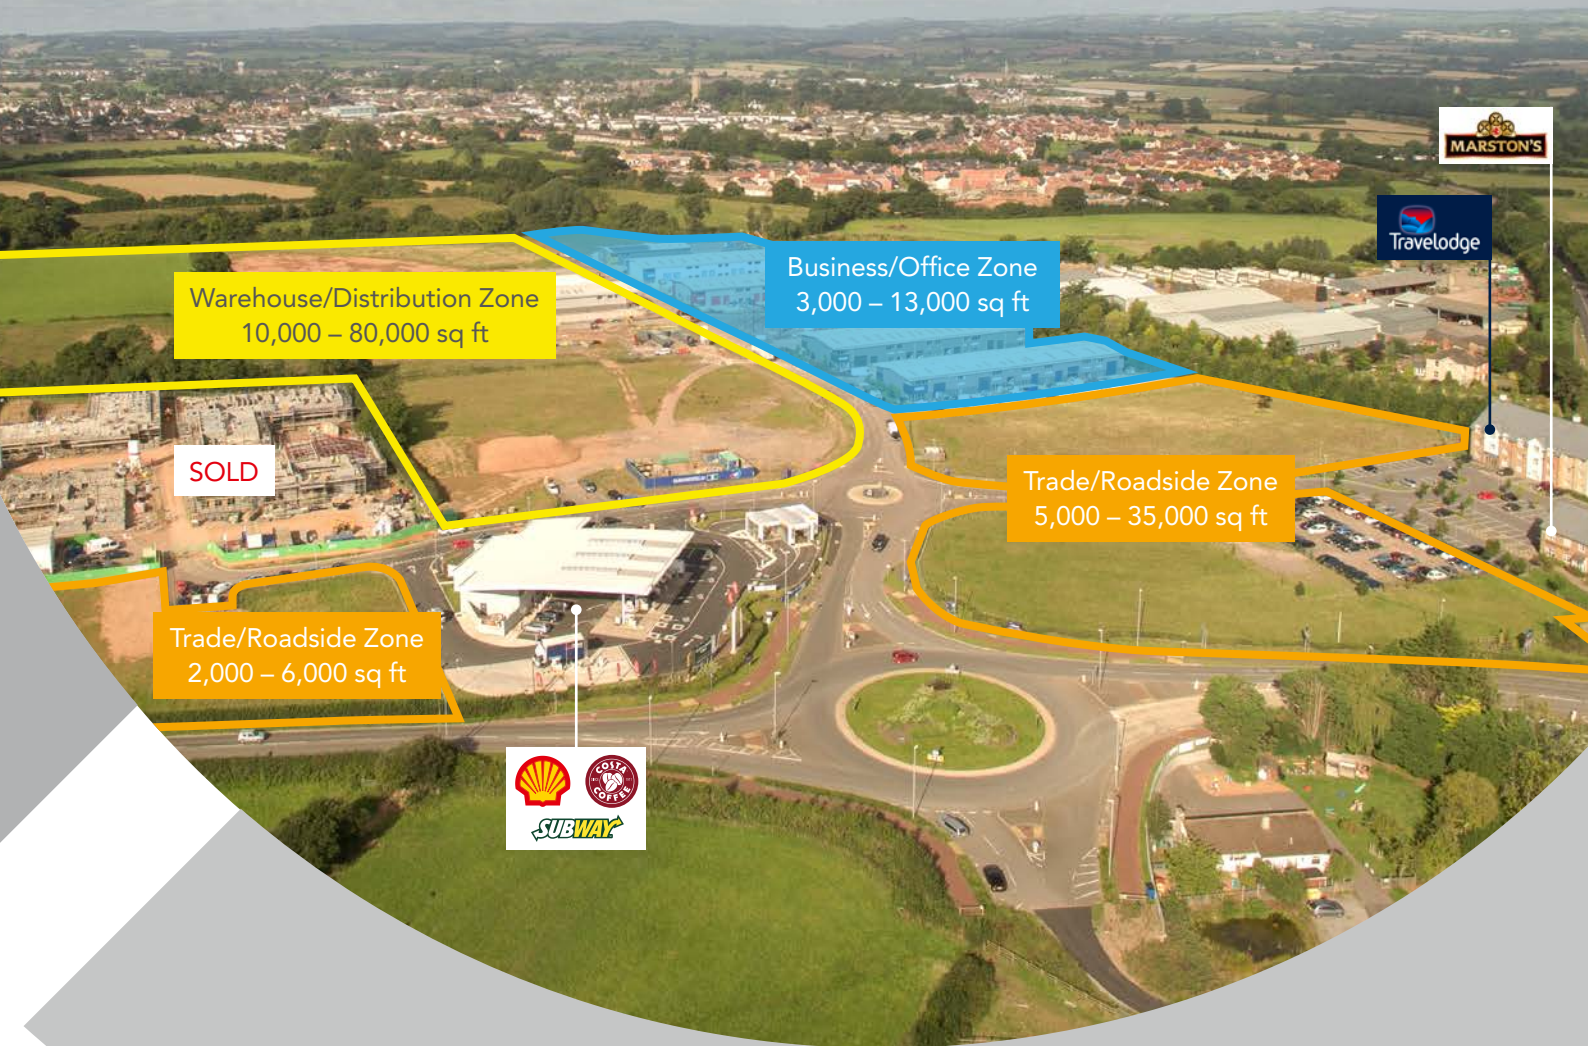 MARSTON'S
Travelodge
Business/Office Zone
3,000 – 13,000 sq ft
Warehouse/Distribution Zone
10,000 – 80,000 sq ft
SOLD
Trade/Roadside Zone
5,000 – 35,000 sq ft
Trade/Roadside Zone
2,000 – 6,000 sq ft
COSTA
COFFEE
SUBWAY